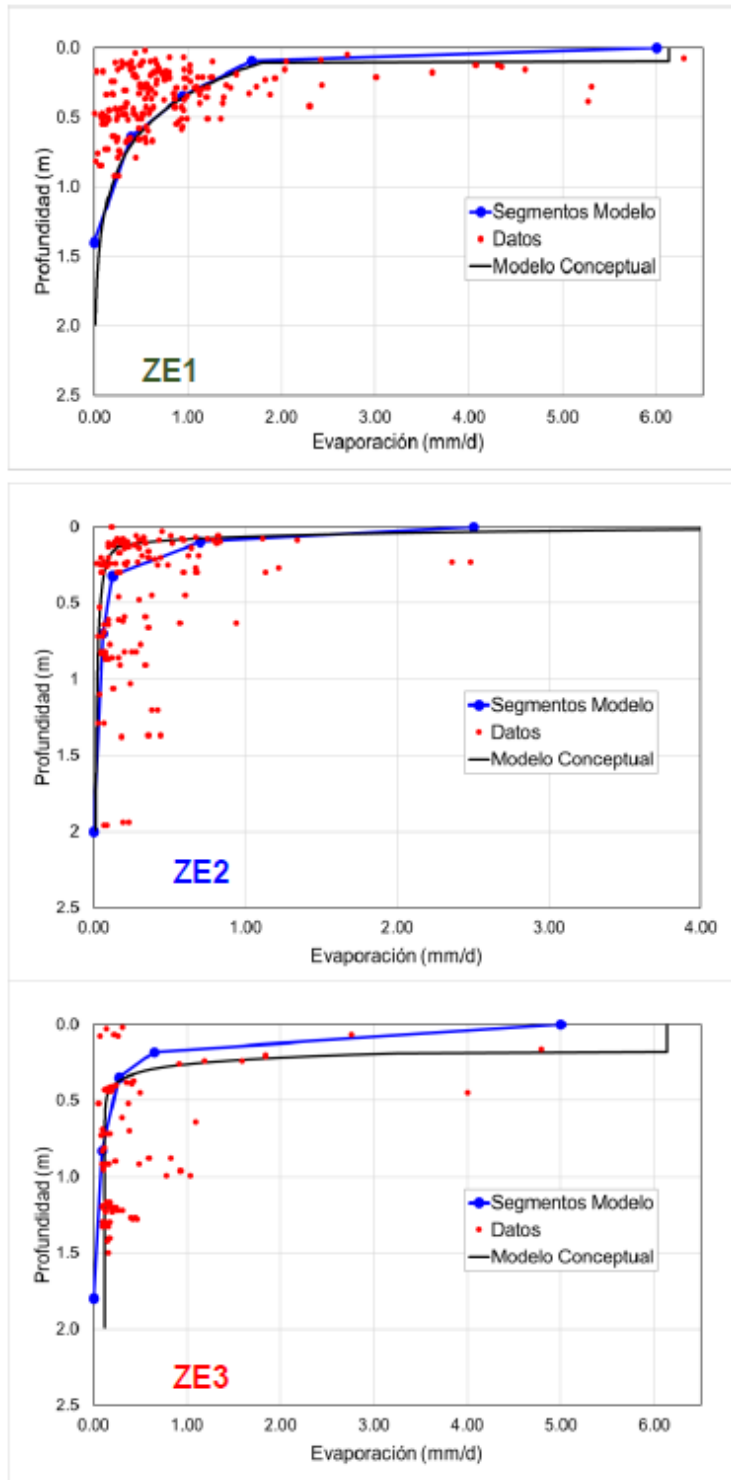 0.0
0.5
1.0
1.5
2.0
2.5
Profundidad (m)
Segmentos Modelo
Datos
Modelo Conceptual
ZE1
0.00 1.00 2.00 3.00 4.00 5.00 6.00
Evaporación (mm/d)
0
0.5
1
1.5
2
2.5
Profundidad (m)
Segmentos Modelo
Datos
Modelo Conceptual
ZE2
0.00 1.00 2.00 3.00 4.00
Evaporación (mm/d)
0.0
0.5
1.0
1.5
2.0
2.5
Profundidad (m)
Segmentos Modelo
Datos
Modelo Conceptual
ZE3
0.00 1.00 2.00 3.00 4.00 5.00 6.00
Evaporación (mm/d)